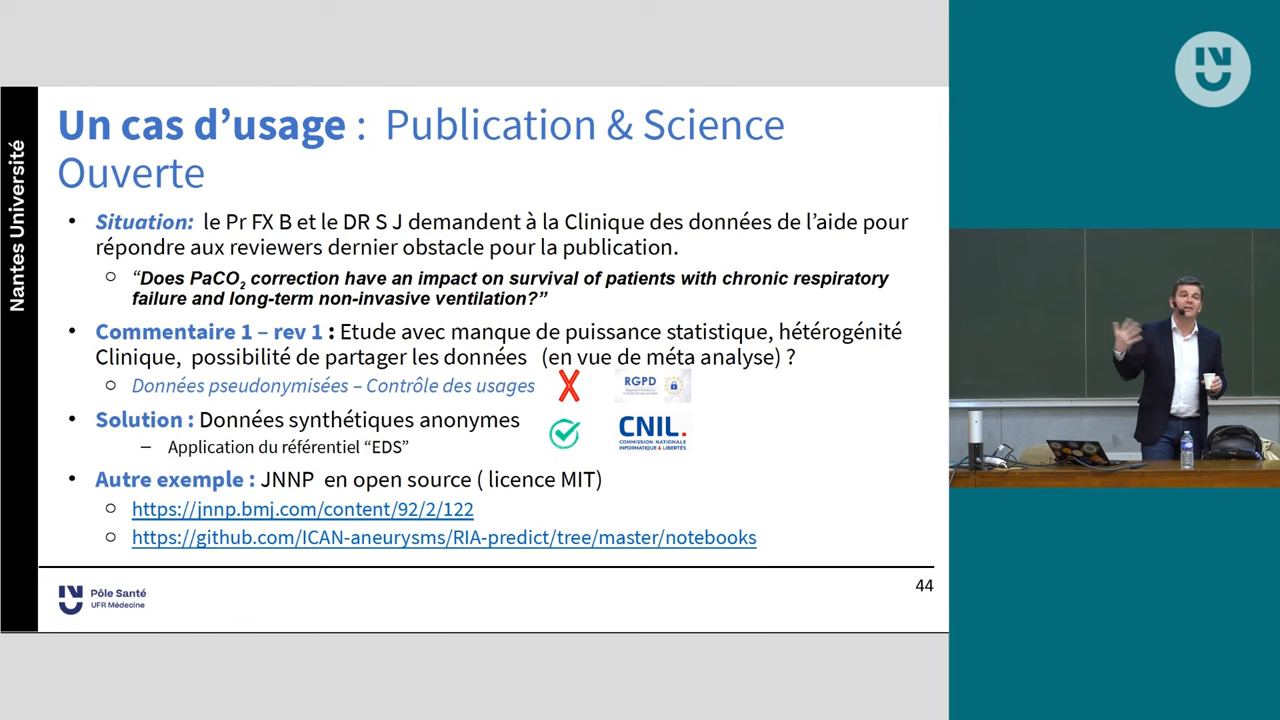 Nantes Université
Un cas d'usage : Publication & Science
Ouverte
• Situation: le Pr FX B et le DR S J demandent à la Clinique des données de l'aide pour
répondre aux reviewers dernier obstacle pour la publication.
○ “Does PaCO2 correction have an impact on survival of patients with chronic respiratory
failure and long-term non-invasive ventilation?”
• Commentaire 1 – rev 1 : Etude avec manque de puissance statistique, hétérogénité
Clinique, possibilité de partager les données (en vue de méta analyse) ?
○ Données pseudonymisées – Contrôle des usages
RGPD
• Solution : Données synthétiques anonymes
CNIL.
COMMISSION NATIONALE
INFORMATIQUE & LIBERTÉS
– Application du référentiel “EDS”
• Autre exemple : JNNP en open source ( licence MIT)
○ https://jnnp.bmj.com/content/92/2/122
○ https://github.com/ICAN-aneurysms/RIA-predict/tree/master/notebooks
44
Pôle Santé
UFR Médecine